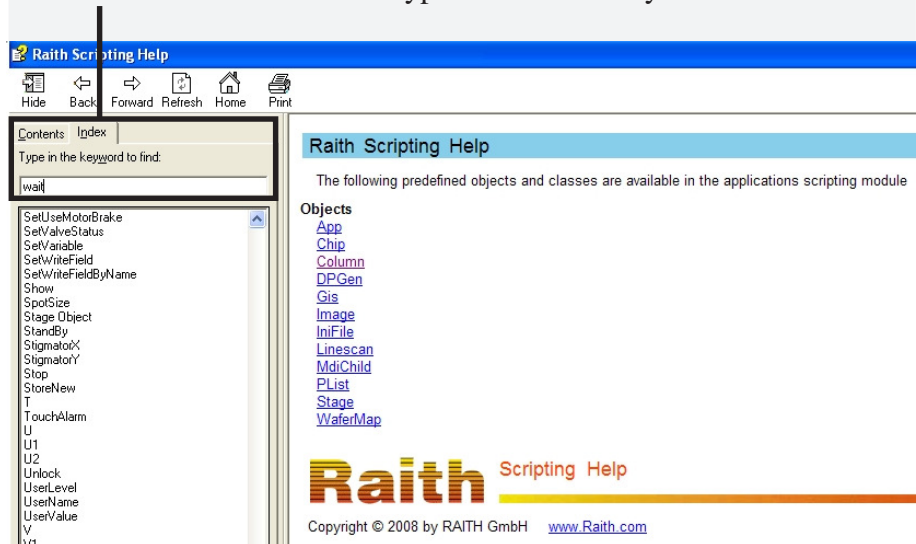 Raith Scripting Help
Hide Back Forward Refresh Home Print
Contents Index
Type in the keyword to find:
wait
SetUseMotorBrake
SetValveStatus
SetVariable
SetWriteField
SetWriteFieldByName
Show
SpotSize
Stage Object
StandBy
StigmatorX
StigmatorY
Stop
StoreNew
T
TouchAlarm
U
U1
U2
Unlock
UserLevel
UserName
UserValue
V
V1
Raith Scripting Help
The following predefined objects and classes are available in the applications scripting module
Objects
App
Chip
Column
DPGen
Gis
Image
IniFile
Linescan
MdiChild
PList
Stage
WaferMap
Raith Scripting Help
Copyright © 2008 by RAITH GmbH www.Raith.com